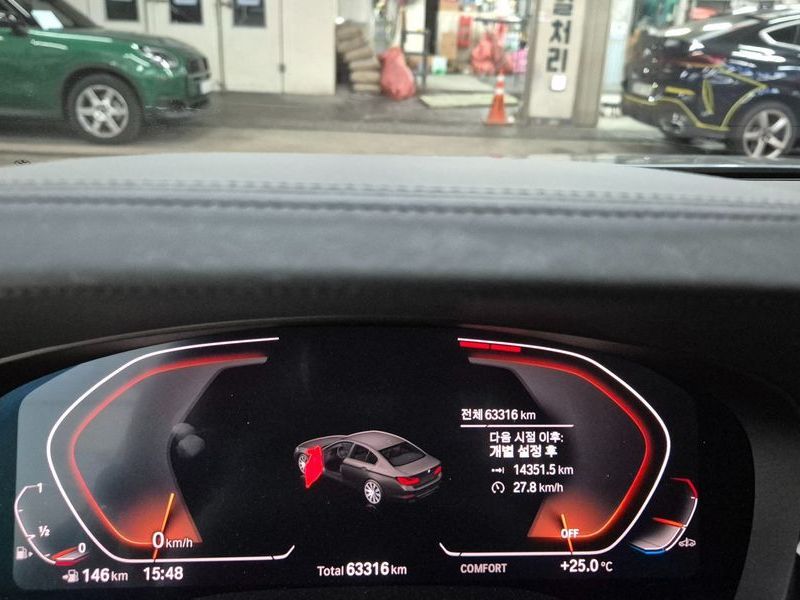 물처리
전체 63316 km
다음 시점 이후:
개별 설정 후
14351.5 km
27.8 km/h
1
½
0
0 km/h
OFF
146 km
15:48
Total 63316 km
COMFORT
+25.0 °C